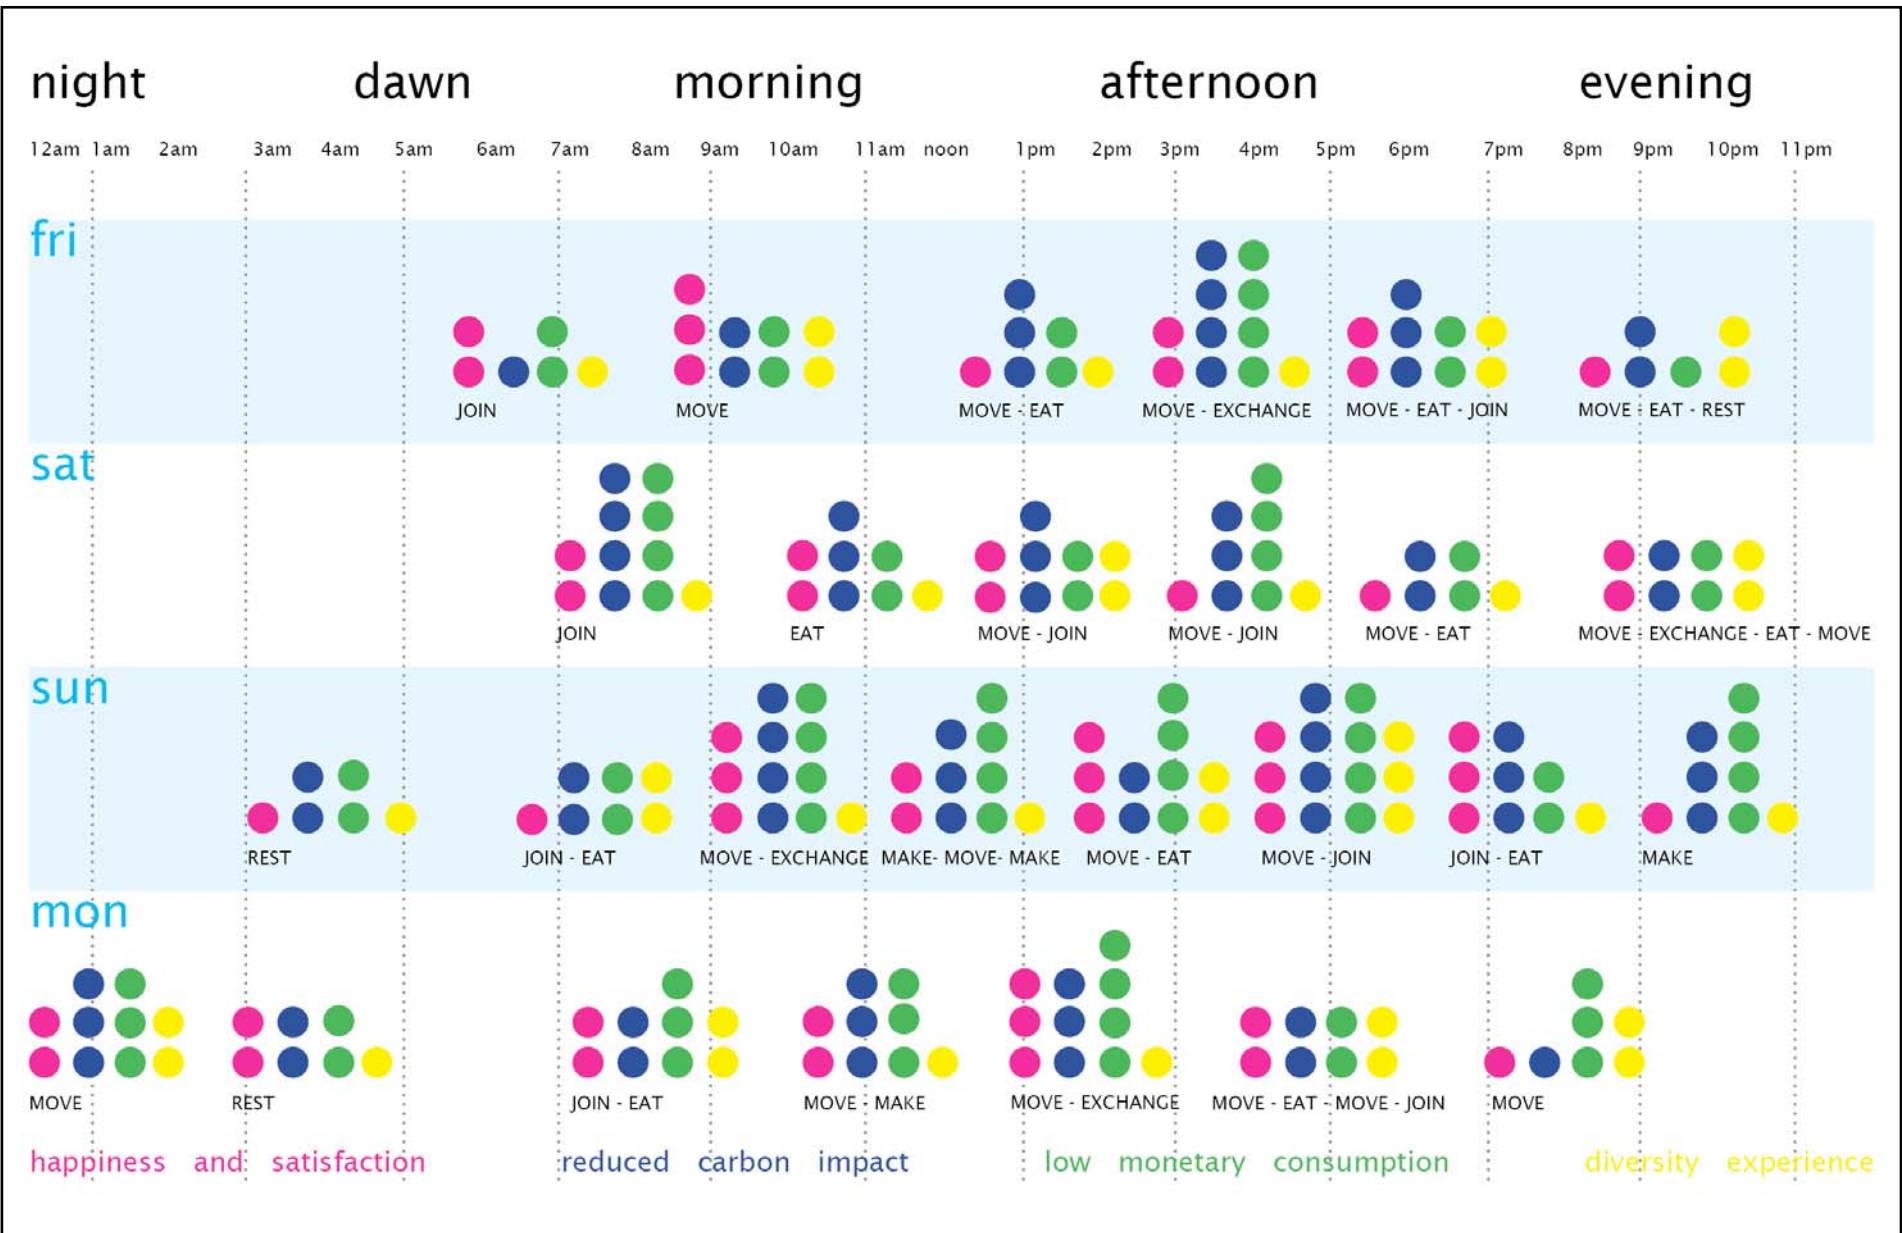 night dawn morning afternoon evening
12am 1am 2am 3am 4am 5am 6am 7am 8am 9am 10am 11am noon 1pm 2pm 3pm 4pm 5pm 6pm 7pm 8pm 9pm 10pm 11pm
fri
JOIN MOVE MOVE - EAT MOVE - EXCHANGE MOVE - EAT - JOIN MOVE - EAT - REST
sat
JOIN EAT MOVE - JOIN MOVE - JOIN MOVE - EAT MOVE - EXCHANGE - EAT - MOVE
sun
REST JOIN - EAT MOVE - EXCHANGE MAKE- MOVE- MAKE MOVE - EAT MOVE - JOIN JOIN - EAT MAKE
mon
MOVE REST JOIN - EAT MOVE - MAKE MOVE - EXCHANGE MOVE - EAT - MOVE - JOIN MOVE
happiness and satisfaction reduced carbon impact low monetary consumption diversity experience